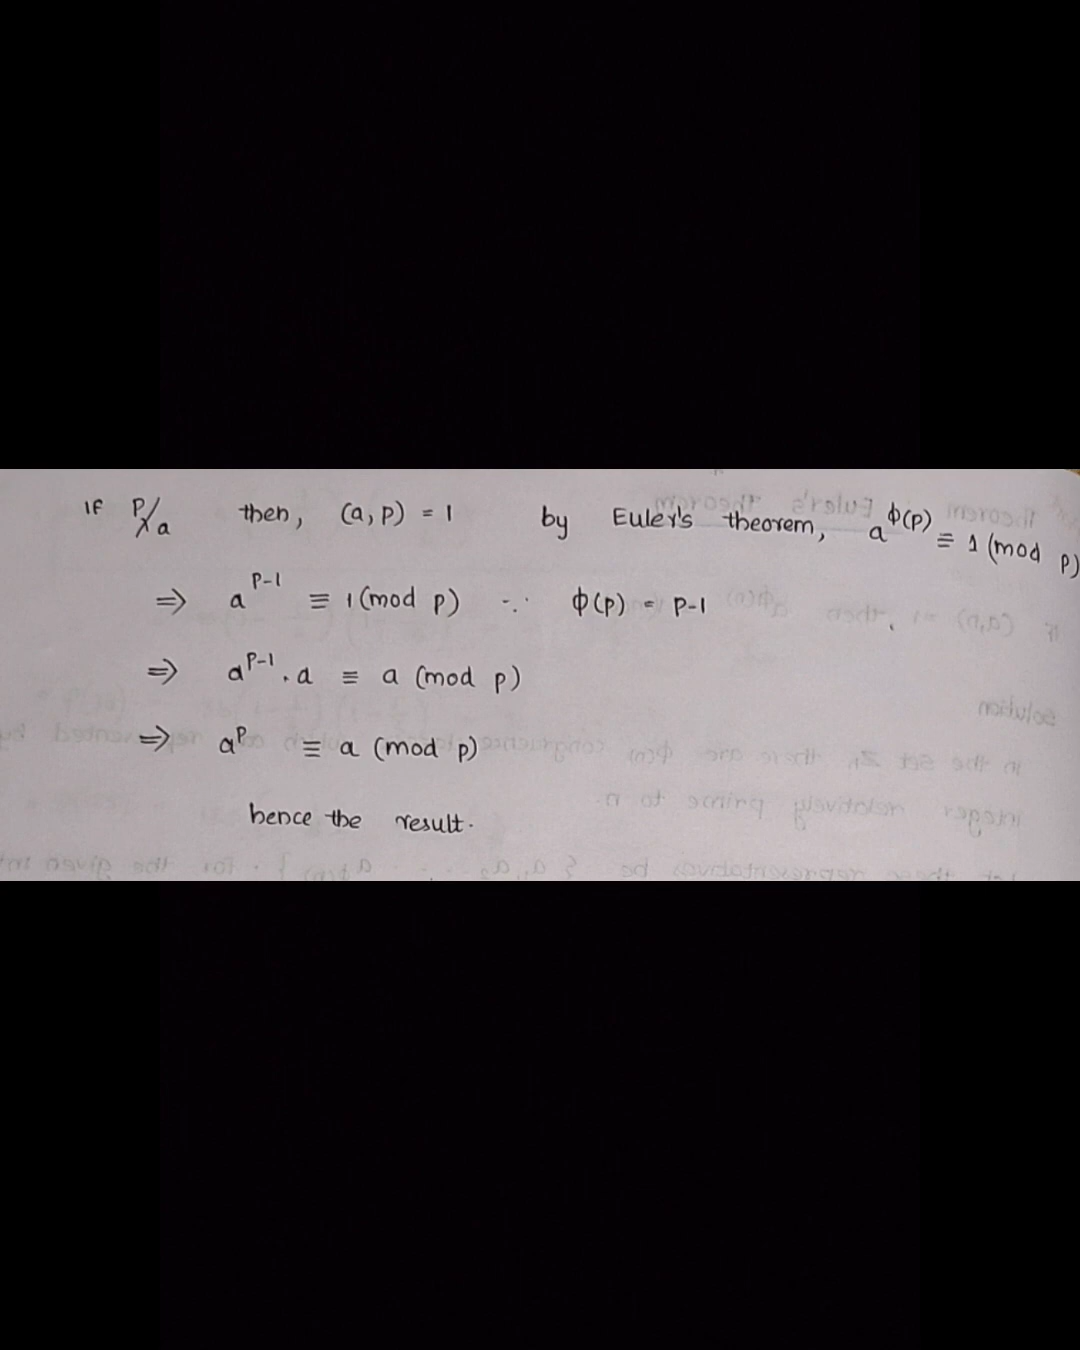 IF p∤a then, (a, p) = 1 by Euler's theorem, a^ϕ(p) ≡ 1 (mod p)
⇒ a^p-1 ≡ 1 (mod p) ∵ ϕ(p) = p-1
⇒ a^p-1 . a ≡ a (mod p)
⇒ a^p ≡ a (mod p)
hence the result.